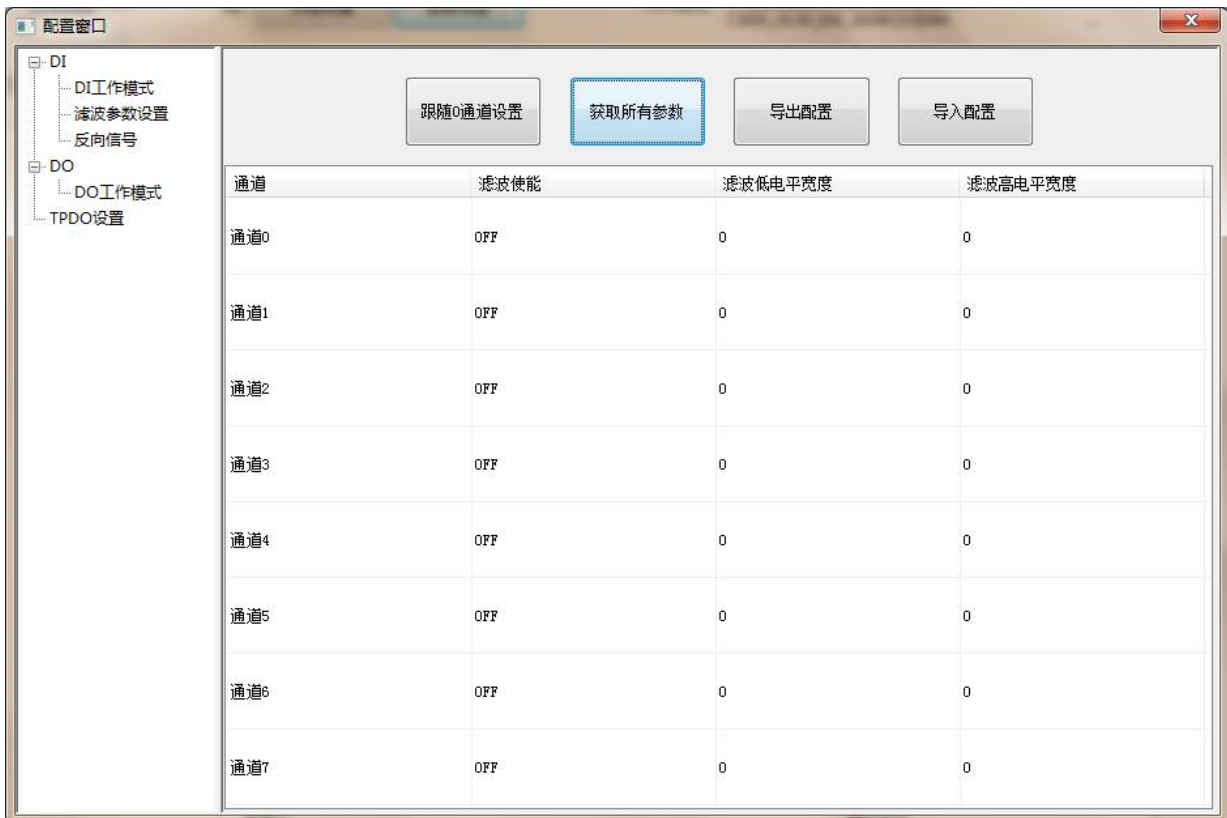 配置窗口
DI
DI工作模式
滤波参数设置
反向信号
DO
DO工作模式
TPDO设置
跟随0通道设置 获取所有参数 导出配置 导入配置
通道 滤波使能 滤波低电平宽度 滤波高电平宽度
通道0 OFF 0 0
通道1 OFF 0 0
通道2 OFF 0 0
通道3 OFF 0 0
通道4 OFF 0 0
通道5 OFF 0 0
通道6 OFF 0 0
通道7 OFF 0 0